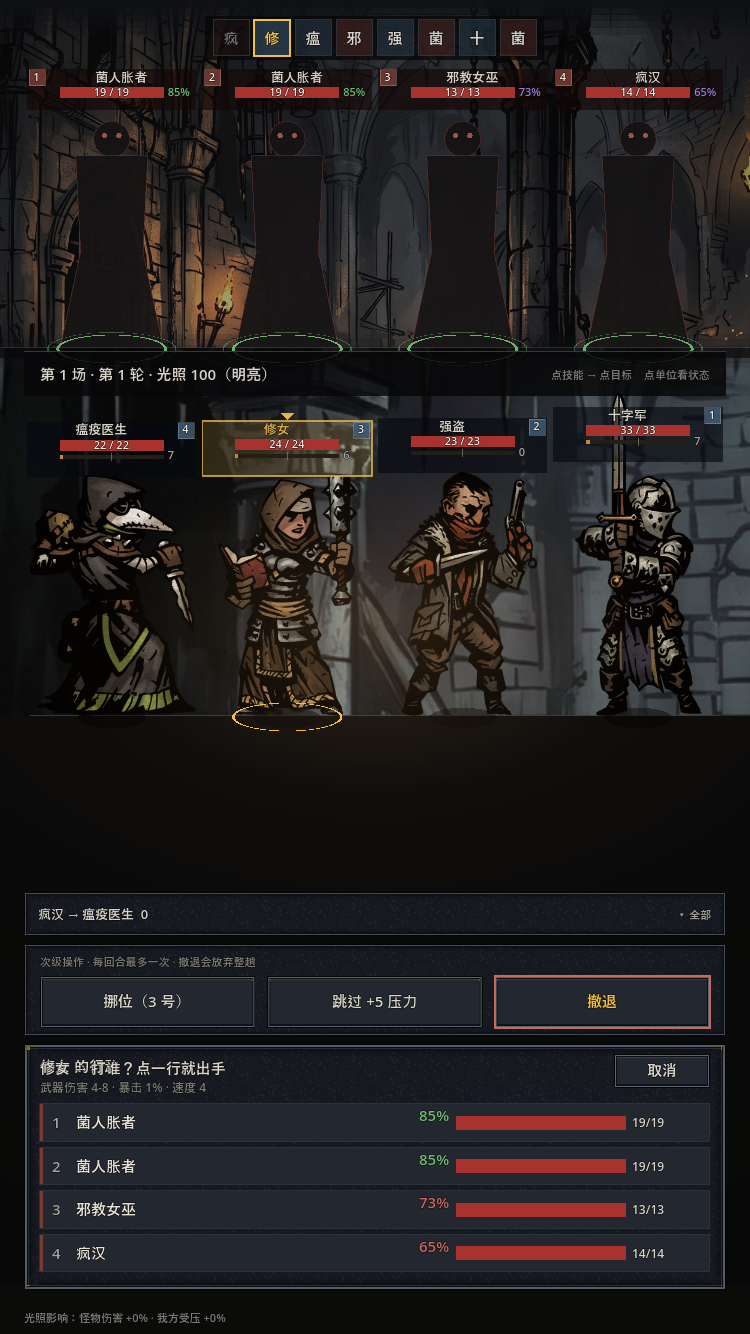 疯 修 瘟 邪 强 菌 十 菌
1 菌人胀者 2 菌人胀者 3 邪教女巫 4 疯汉
19 / 19 85% 19 / 19 85% 13 / 13 73% 14 / 14 65%
第 1 场 · 第 1 轮 · 光照 100（明亮） 点技能 → 点目标 点单位看状态
瘟疫医生 4 修女 3 强盗 2 十字军 1
22 / 22 24 / 24 23 / 23 33 / 33
7 6 0 7
疯汉 → 瘟疫医生 0 全部
次级操作 · 每回合最多一次 · 撤退会放弃整趟
挪位（3 号） 跳过 +5 压力 撤退
打谁？点一行就出手 取消
武器伤害 4-8 · 暴击 1% · 速度 4
1 菌人胀者 85% 19/19
2 菌人胀者 85% 19/19
3 邪教女巫 73% 13/13
4 疯汉 65% 14/14
光照影响：怪物伤害 +0% · 我方受压 +0%